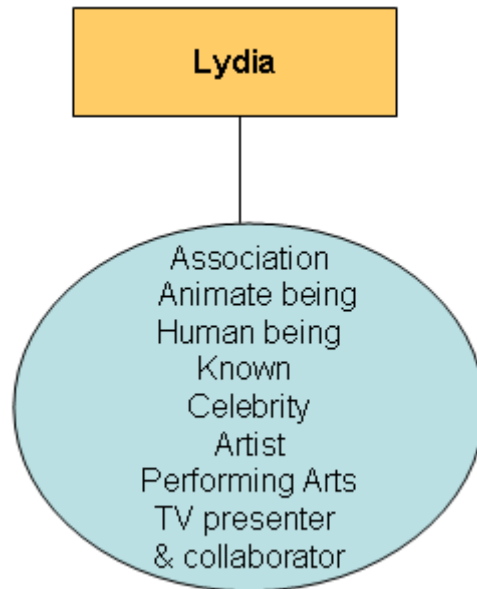 Lydia
Association
Animate being
Human being
Known
Celebrity
Artist
Performing Arts
TV presenter
& collaborator